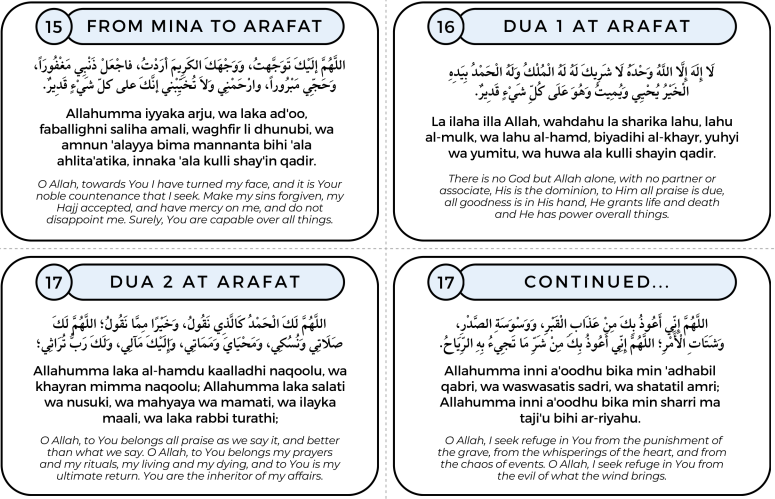 15 FROM MINA TO ARAFAT
اللَّهُمَّ إلَيْكَ تَوَجَّهتُ، وَوَجْهَكَ الكَرِيمَ أرَدْتُ، فاجْعَلْ ذَنْبِي مَغْفُوراً،
وَحَجِّي مَبْرُوراً، وارْحَمْنِي وَلاَ تُخَيِّبْنِي إنَّكَ على كلّ شَيْءٍ قَدِيرٌ.
Allahumma iyyaka arju, wa laka ad'oo,
faballighni saliha amali, waghfir li dhunubi, wa
amnun 'alayya bima mannanta bihi 'ala
ahlita'atika, innaka 'ala kulli shay'in qadir.
O Allah, towards You I have turned my face, and it is Your
noble countenance that I seek. Make my sins forgiven, my
Hajj accepted, and have mercy on me, and do not
disappoint me. Surely, You are capable over all things.
16 DUA 1 AT ARAFAT
لَا إِلَهَ إِلَّا اللَّهُ وَحْدَهُ لَا شَرِيكَ لَهُ لَهُ الْمُلْكُ وَلَهُ الْحَمْدُ بِيَدِهِ
الْخَيْرُ يُحْيِي وَيُمِيتُ وَهُوَ عَلَى كُلِّ شَيْءٍ قَدِيرٌ.
La ilaha illa Allah, wahdahu la sharika lahu, lahu
al-mulk, wa lahu al-hamd, biyadihi al-khayr, yuhyi
wa yumitu, wa huwa ala kulli shayin qadir.
There is no God but Allah alone, with no partner or
associate, His is the dominion, to Him all praise is due,
all goodness is in His hand, He grants life and death
and He has power overall things.
17 DUA 2 AT ARAFAT
اللَّهُمَّ لَكَ الْحَمْدُ كَالَّذِي نَقُولُ، وَخَيْرًا مِمَّا نَقُولُ؛ اللَّهُمَّ لَكَ
صَلَاتِي وَنُسُكِي، وَمَحْيَايَ وَمَمَاتِي، وَإِلَيْكَ مَآلِي، وَلَكَ رَبِّ تُرَاثِي؛
Allahumma laka al-hamdu kaalladhi naqoolu, wa
khayran mimma naqoolu; Allahumma laka salati
wa nusuki, wa mahyaya wa mamati, wa ilayka
maali, wa laka rabbi turathi;
O Allah, to You belongs all praise as we say it, and better
than what we say. O Allah, to You belongs my prayers
and my rituals, my living and my dying, and to You is my
ultimate return. You are the inheritor of my affairs.
17 CONTINUED...
اللَّهُمَّ إِنِّي أَعُوذُ بِكَ مِنْ عَذَابِ الْقَبْرِ، وَوَسْوَسَةِ الصَّدْرِ،
وَشَتَاتِ الْأَمْرِ؛ اللَّهُمَّ إِنِّي أَعُوذُ بِكَ مِنْ شَرِّ مَا تَجِيءُ بِهِ الرِّيَاحُ.
Allahumma inni a'oodhu bika min 'adhabil
qabri, wa waswasatis sadri, wa shatatil amri;
Allahumma inni a'oodhu bika min sharri ma
taji'u bihi ar-riyahu.
O Allah, I seek refuge in You from the punishment of
the grave, from the whisperings of the heart, and from
the chaos of events. O Allah, I seek refuge in You from
the evil of what the wind brings.